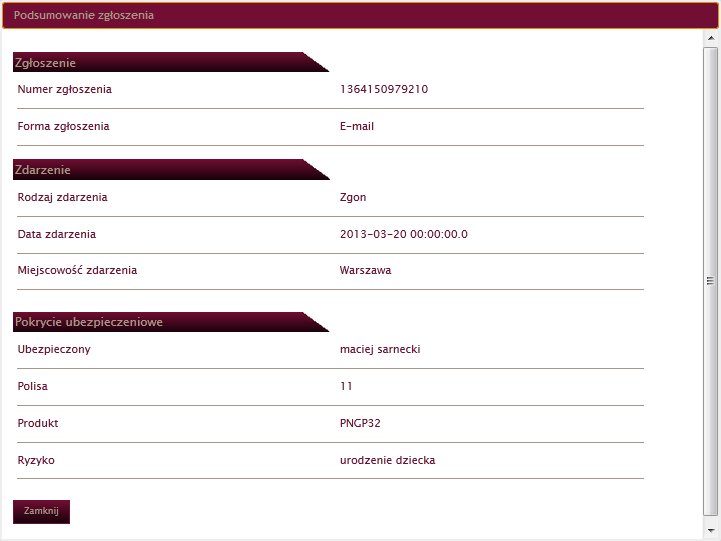 Podsumowanie zgłoszenia
Zgłoszenie
Numer zgłoszenia 1364150979210
Forma zgłoszenia E-mail
Zdarzenie
Rodzaj zdarzenia Zgon
Data zdarzenia 2013-03-20 00:00:00.0
Miejscowość zdarzenia Warszawa
Pokrycie ubezpieczeniowe
Ubezpieczony maciej sarnecki
Polisa 11
Produkt PNGP32
Ryzyko urodzenie dziecka
Zamknij